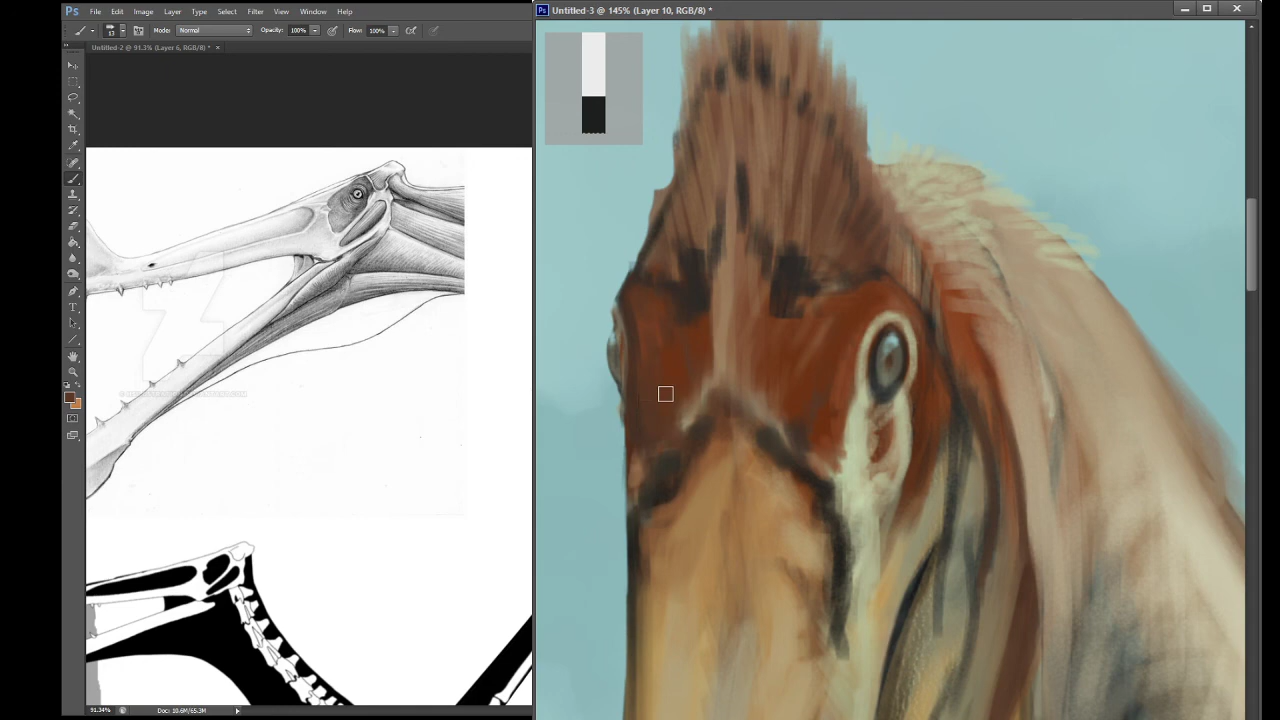 Ps
File Edit Image Layer Type Select Filter View Window Help
13
Mode: Normal Opacity: 100% Flow: 100%
Untitled-2 @ 91.3% (Layer 6, RGB/8) * ×
91.34% Doc: 10.6M/65.3M
Ps Untitled-3 @ 145% (Layer 10, RGB/8) *